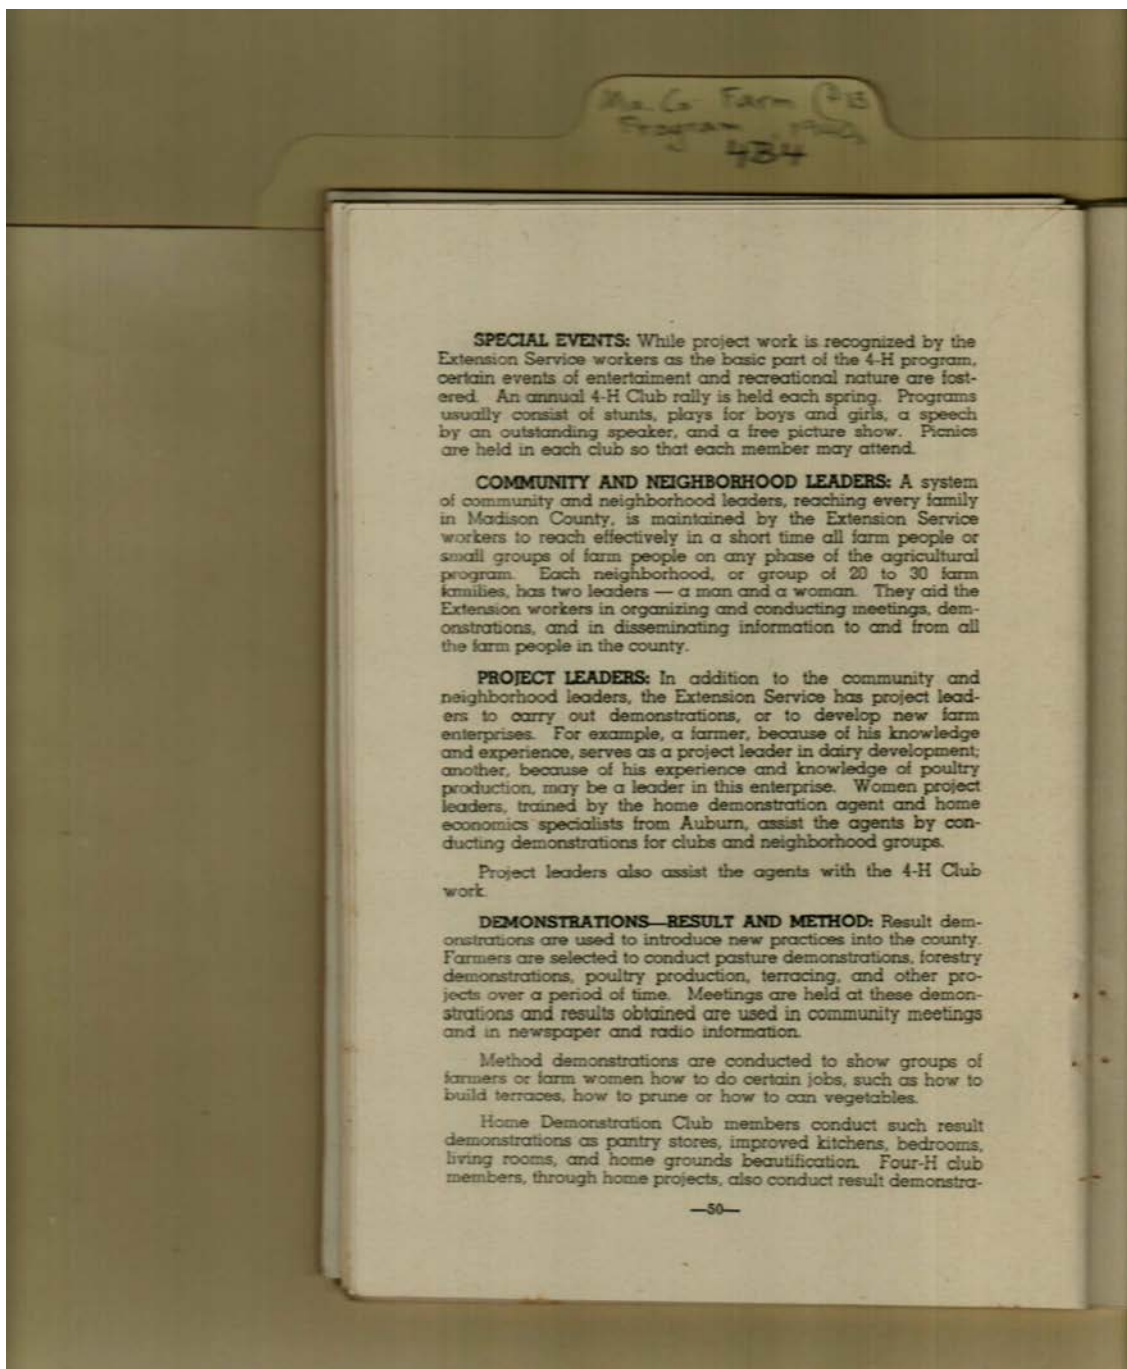 Ma. Co Farm
Program
4B4
SPECIAL EVENTS: While project work is recognized by the
Extension Service workers as the basic part of the 4-H program,
certain events of entertaiment and recreational nature are fost-
ered. An annual 4-H Club rally is held each spring. Programs
usually consist of stunts, plays for boys and girls, a speech
by an outstanding speaker, and a free picture show. Picnics
are held in each club so that each member may attend.
COMMUNITY AND NEIGHBORHOOD LEADERS: A system
of community and neighborhood leaders, reaching every family
in Madison County, is maintained by the Extension Service
workers to reach effectively in a short time all farm people or
small groups of farm people on any phase of the agricultural
program. Each neighborhood, or group of 20 to 30 farm
families, has two leaders — a man and a woman. They aid the
Extension workers in organizing and conducting meetings, dem-
onstrations, and in disseminating information to and from all
the farm people in the county.
PROJECT LEADERS: In addition to the community and
neighborhood leaders, the Extension Service has project lead-
ers to carry out demonstrations, or to develop new farm
enterprises. For example, a farmer, because of his knowledge
and experience, serves as a project leader in dairy development;
another, because of his experience and knowledge of poultry
production, may be a leader in this enterprise. Women project
leaders, trained by the home demonstration agent and home
economics specialists from Auburn, assist the agents by con-
ducting demonstrations for clubs and neighborhood groups.
Project leaders also assist the agents with the 4-H Club
work.
DEMONSTRATIONS—RESULT AND METHOD: Result dem-
onstrations are used to introduce new practices into the county.
Farmers are selected to conduct pasture demonstrations, forestry
demonstrations, poultry production, terracing, and other pro-
jects over a period of time. Meetings are held at these demon-
strations and results obtained are used in community meetings
and in newspaper and radio information.
Method demonstrations are conducted to show groups of
farmers or farm women how to do certain jobs, such as how to
build terraces, how to prune or how to can vegetables.
Home Demonstration Club members conduct such result
demonstrations as pantry stores, improved kitchens, bedrooms,
living rooms, and home grounds beautification. Four-H club
members, through home projects, also conduct result demonstra-
—50—